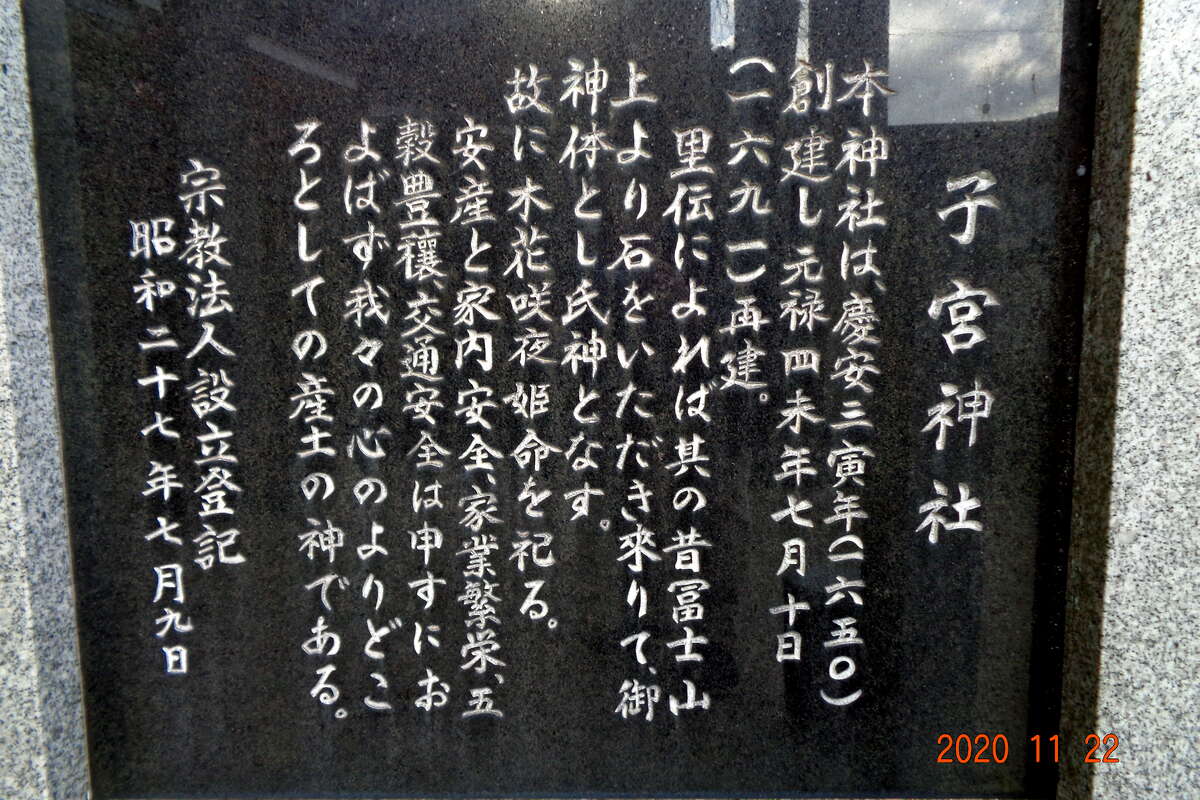 子宮神社
本神社は、慶安三寅年(一六五〇)
創建し元禄四未年七月十日
(一六九一)再建。
里伝によれば其の昔冨士山
上より石をいただき來りて、御
神体とし氏神となす。
故に木花咲夜姫命を祀る。
安産と家内安全、家業繁栄、五
穀豊穣、交通安全は申すにお
よばず我々の心のよりどこ
ろとしての産土の神である。
宗教法人設立登記
昭和二十七年七月九日
2020 11 22